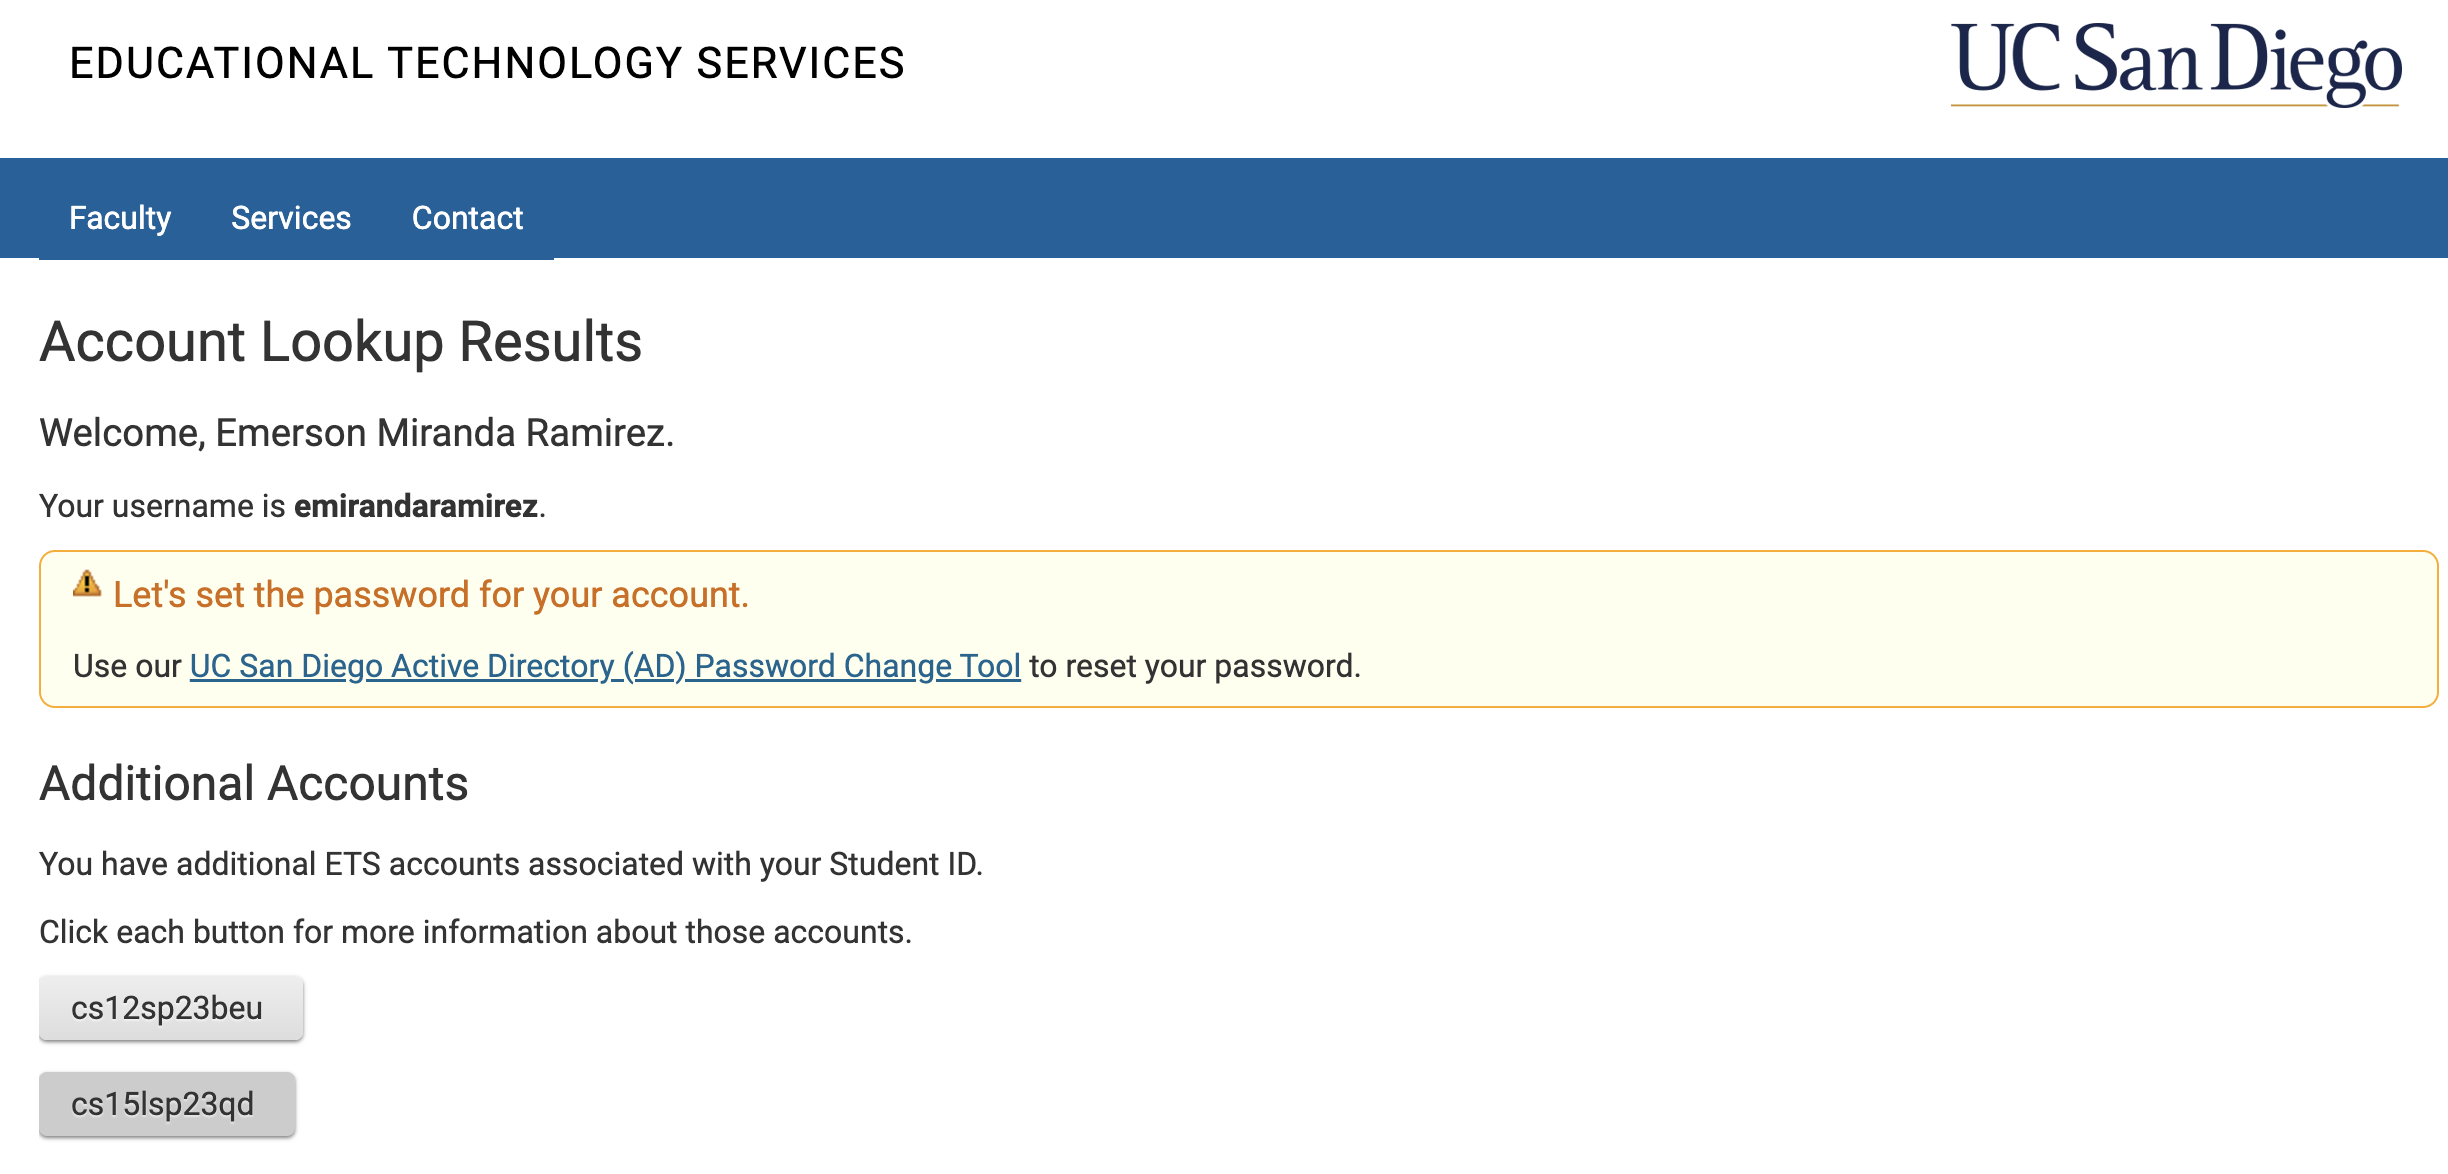 EDUCATIONAL TECHNOLOGY SERVICES
UC San Diego
Faculty Services Contact
Account Lookup Results
Welcome, Emerson Miranda Ramirez.
Your username is emirandaramirez.
Let's set the password for your account.
Use our UC San Diego Active Directory (AD) Password Change Tool to reset your password.
Additional Accounts
You have additional ETS accounts associated with your Student ID.
Click each button for more information about those accounts.
cs12sp23beu
cs15lsp23qd